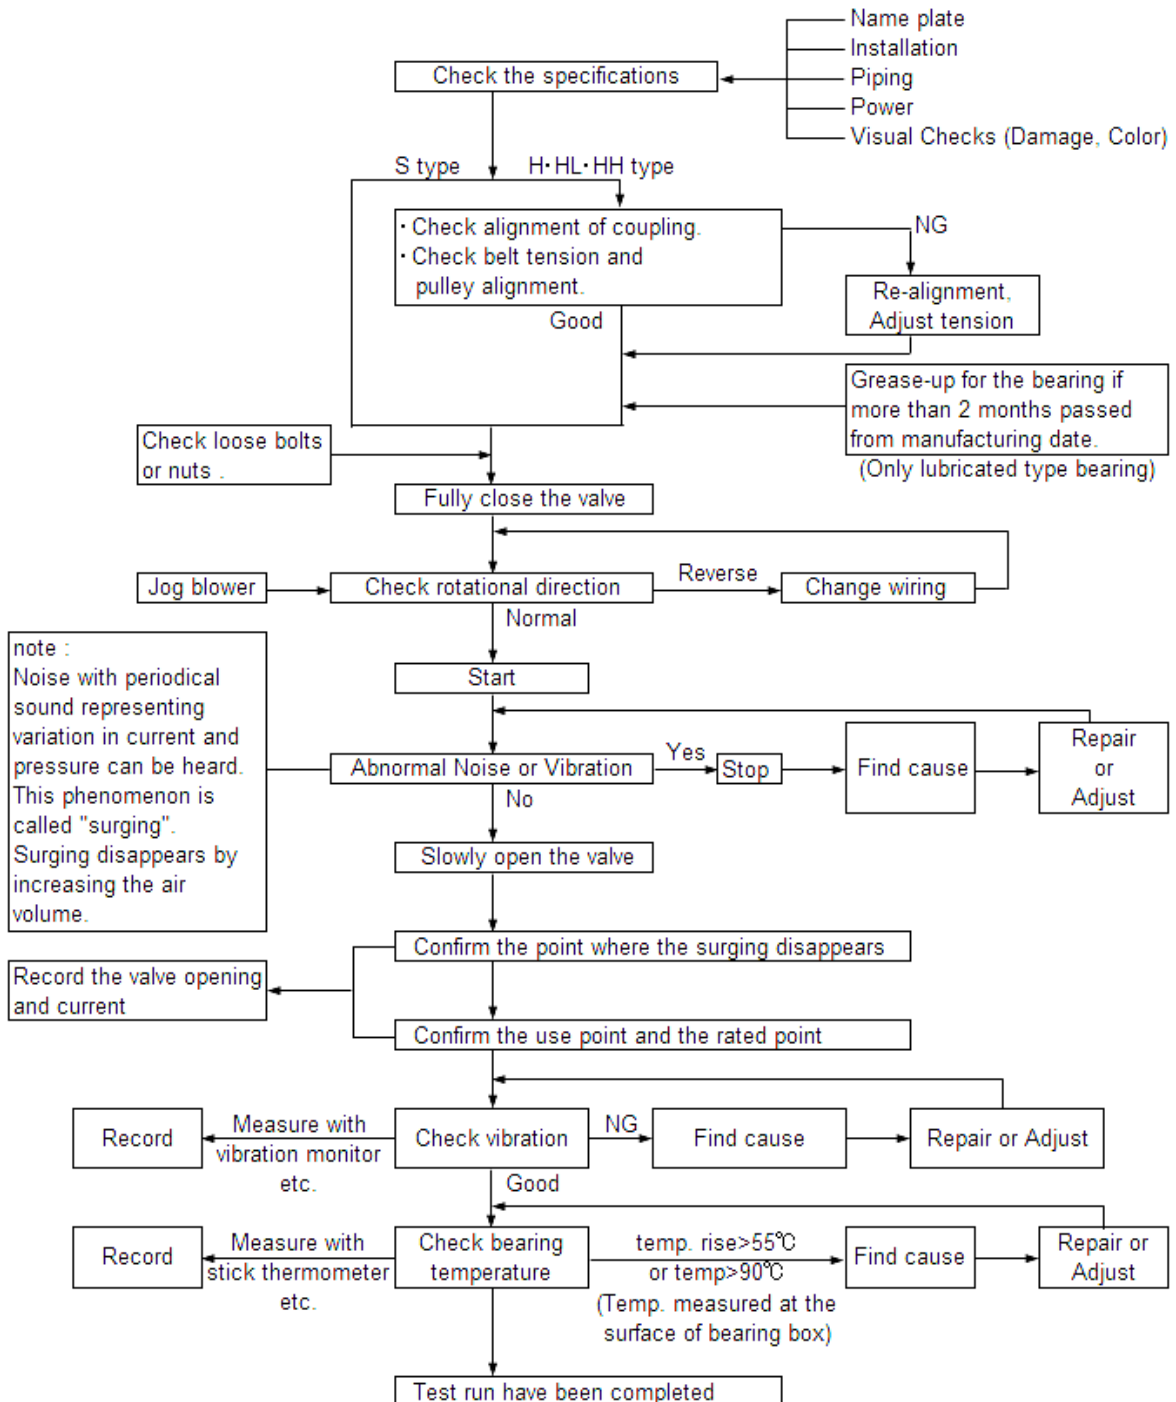 Name plate
Installation
Check the specifications
Piping
Power
Visual Checks (Damage, Color)
S type
H・HL・HH type
・Check alignment of coupling.
・Check belt tension and
pulley alignment.
NG
Re-alignment,
Adjust tension
Good
Grease-up for the bearing if
more than 2 months passed
from manufacturing date.
(Only lubricated type bearing)
Check loose bolts
or nuts .
Fully close the valve
Jog blower
Check rotational direction
Reverse
Change wiring
Normal
note :
Noise with periodical
sound representing
variation in current and
pressure can be heard.
This phenomenon is
called "surging".
Surging disappears by
increasing the air
volume.
Start
Abnormal Noise or Vibration
Yes
Stop
Find cause
Repair
or
Adjust
No
Slowly open the valve
Confirm the point where the surging disappears
Record the valve opening
and current
Confirm the use point and the rated point
Record
Measure with
vibration monitor
etc.
Check vibration
NG
Find cause
Repair or Adjust
Good
Record
Measure with
stick thermometer
etc.
Check bearing
temperature
temp. rise>55℃
or temp>90℃
(Temp. measured at the
surface of bearing box)
Find cause
Repair or
Adjust
Test run have been completed